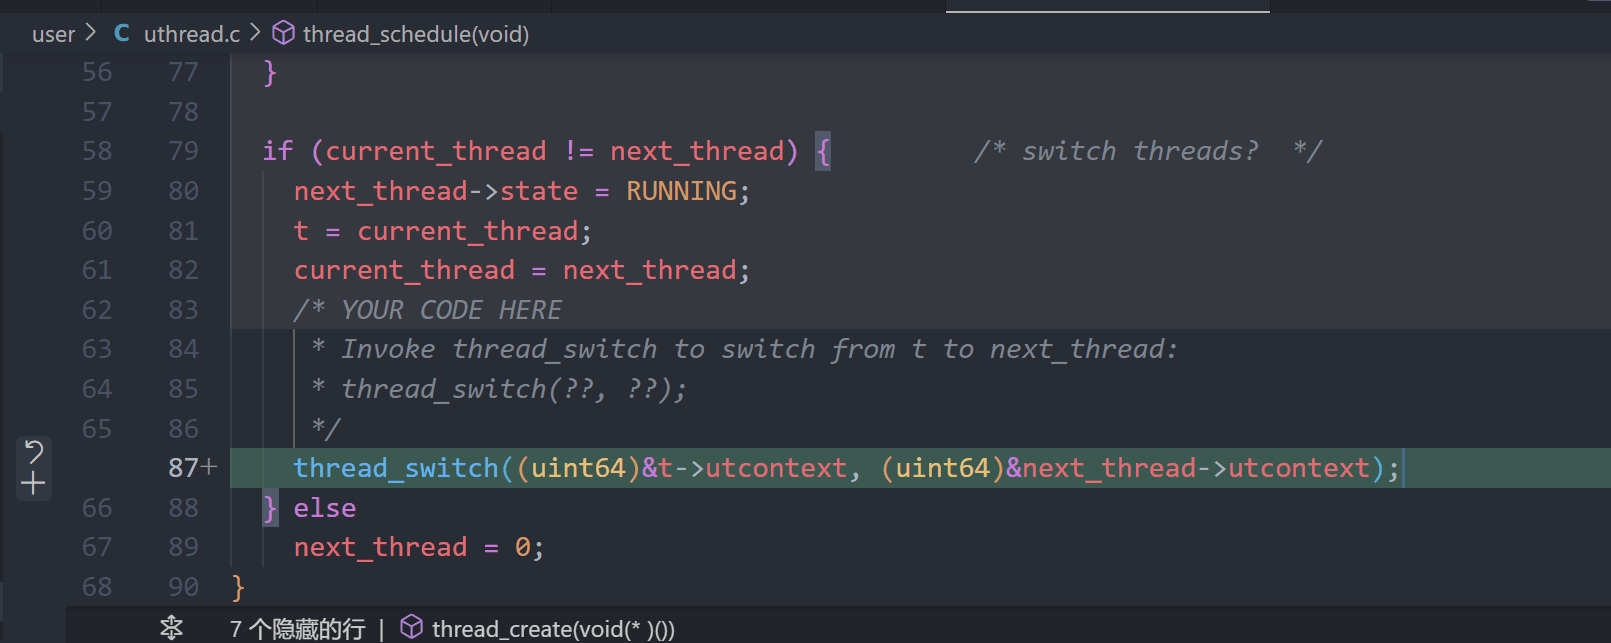 user > C uthread.c > thread_schedule(void)
56 77 }
57 78
58 79 if (current_thread != next_thread) { /* switch threads? */
59 80 next_thread->state = RUNNING;
60 81 t = current_thread;
61 82 current_thread = next_thread;
62 83 /* YOUR CODE HERE
63 84 * Invoke thread_switch to switch from t to next_thread:
64 85 * thread_switch(??, ??);
65 86 */
87+ thread_switch((uint64)&t->utcontext, (uint64)&next_thread->utcontext);
66 88 } else
67 89 next_thread = 0;
68 90 }
7 个隐藏的行 | thread_create(void(* )())